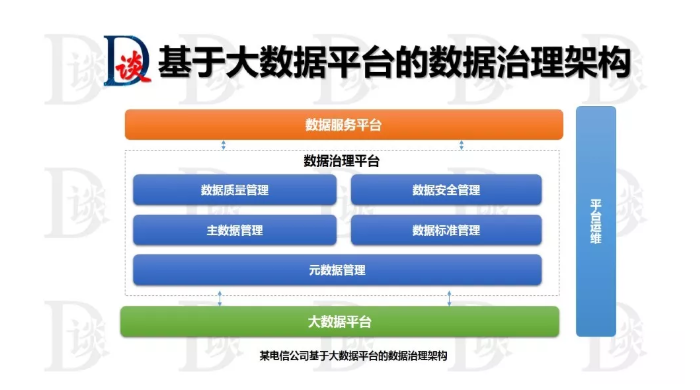 D谈 基于大数据平台的数据治理架构
数据服务平台
数据治理平台
数据质量管理 数据安全管理
主数据管理 数据标准管理
元数据管理
大数据平台
平台运维
某电信公司基于大数据平台的数据治理架构